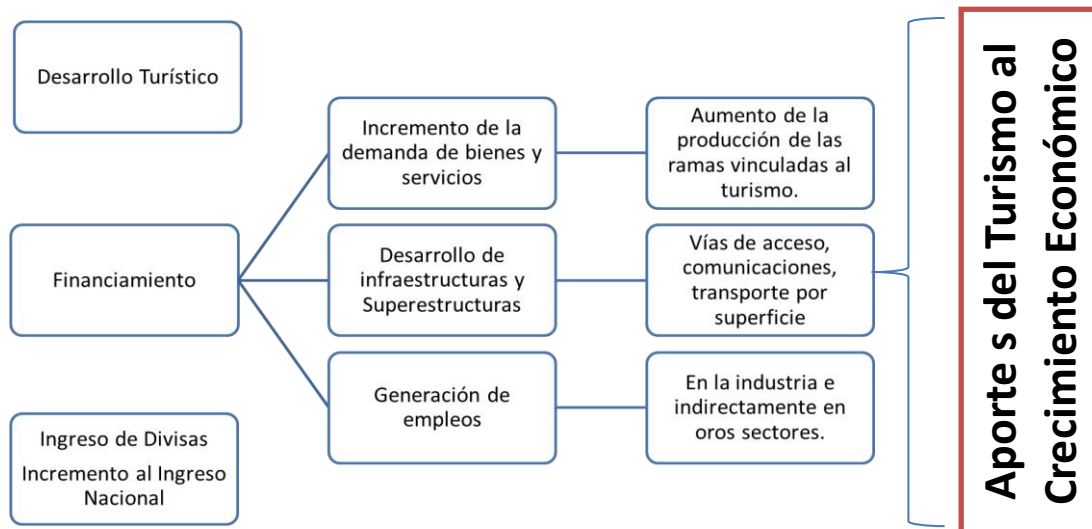 Desarrollo Turístico
Financiamiento
Ingreso de Divisas
Incremento al Ingreso
Nacional
Incremento de la
demanda de bienes y
servicios
Desarrollo de
infraestructuras y
Superestructuras
Generación de
empleos
Aumento de la
producción de las
ramas vinculadas al
turismo.
Vías de acceso,
comunicaciones,
transporte por
superficie
En la industria e
indirectamente en
oros sectores.
Aporte s del Turismo al
Crecimiento Económico